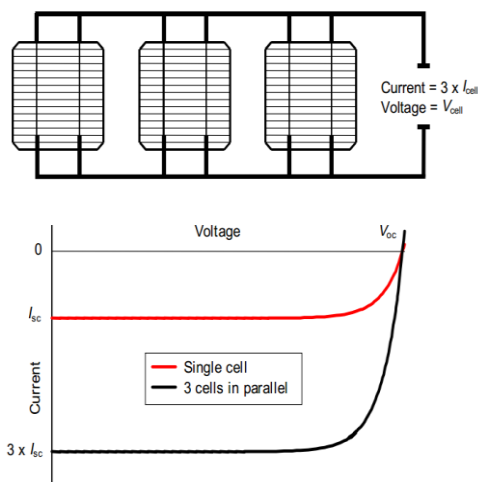 Current = 3 x Icell
Voltage = Vcell
Voltage
Voc
0
Isc
Single cell
3 cells in parallel
Current
3 x Isc